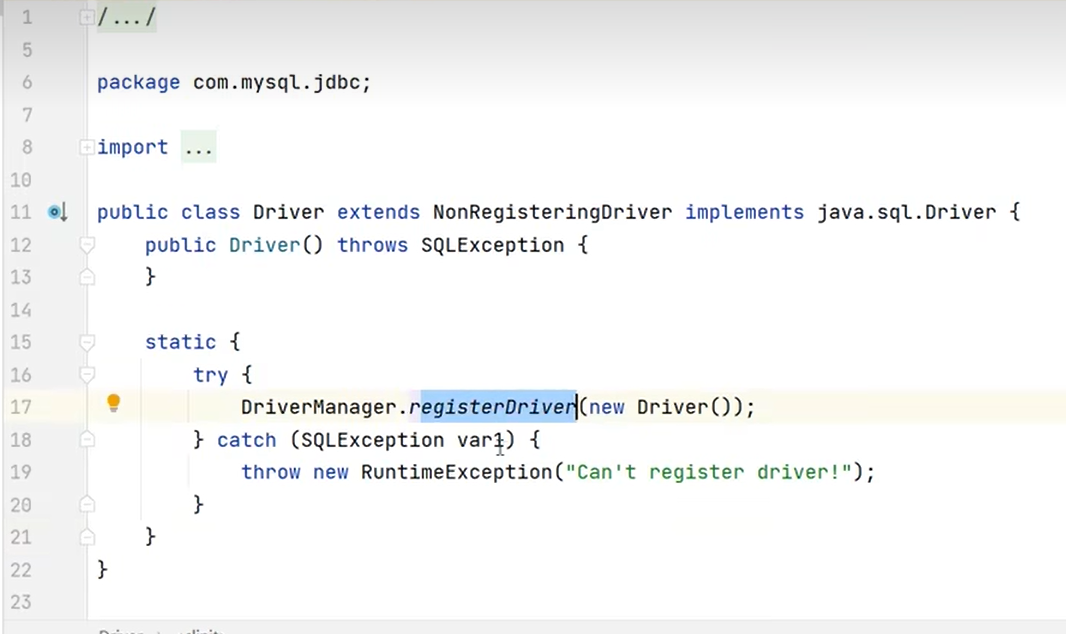 1 /.../
5
6 package com.mysql.jdbc;
7
8 import ...
10
11 public class Driver extends NonRegisteringDriver implements java.sql.Driver {
12 public Driver() throws SQLException {
13 }
14
15 static {
16 try {
17 DriverManager.registerDriver(new Driver());
18 } catch (SQLException var1) {
19 throw new RuntimeException("Can't register driver!");
20 }
21 }
22 }
23